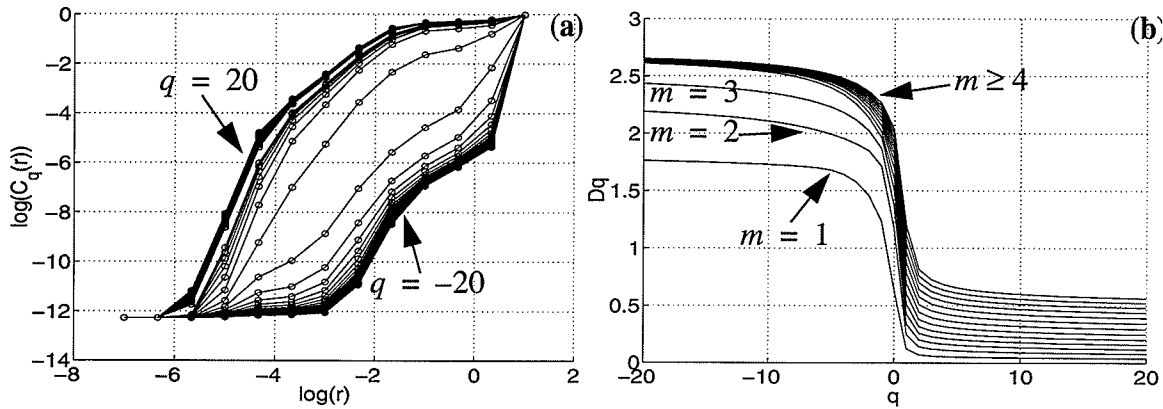 (a)
0
−2
−4
−6
−8
−10
−12
−14
log(C_q(r))
q = 20
q = −20
−8
−6
−4
−2
0
2
log(r)
(b)
3
2.5
2
1.5
1
0.5
0
Dq
m ≥ 4
m = 3
m = 2
m = 1
−20
−10
0
10
20
q